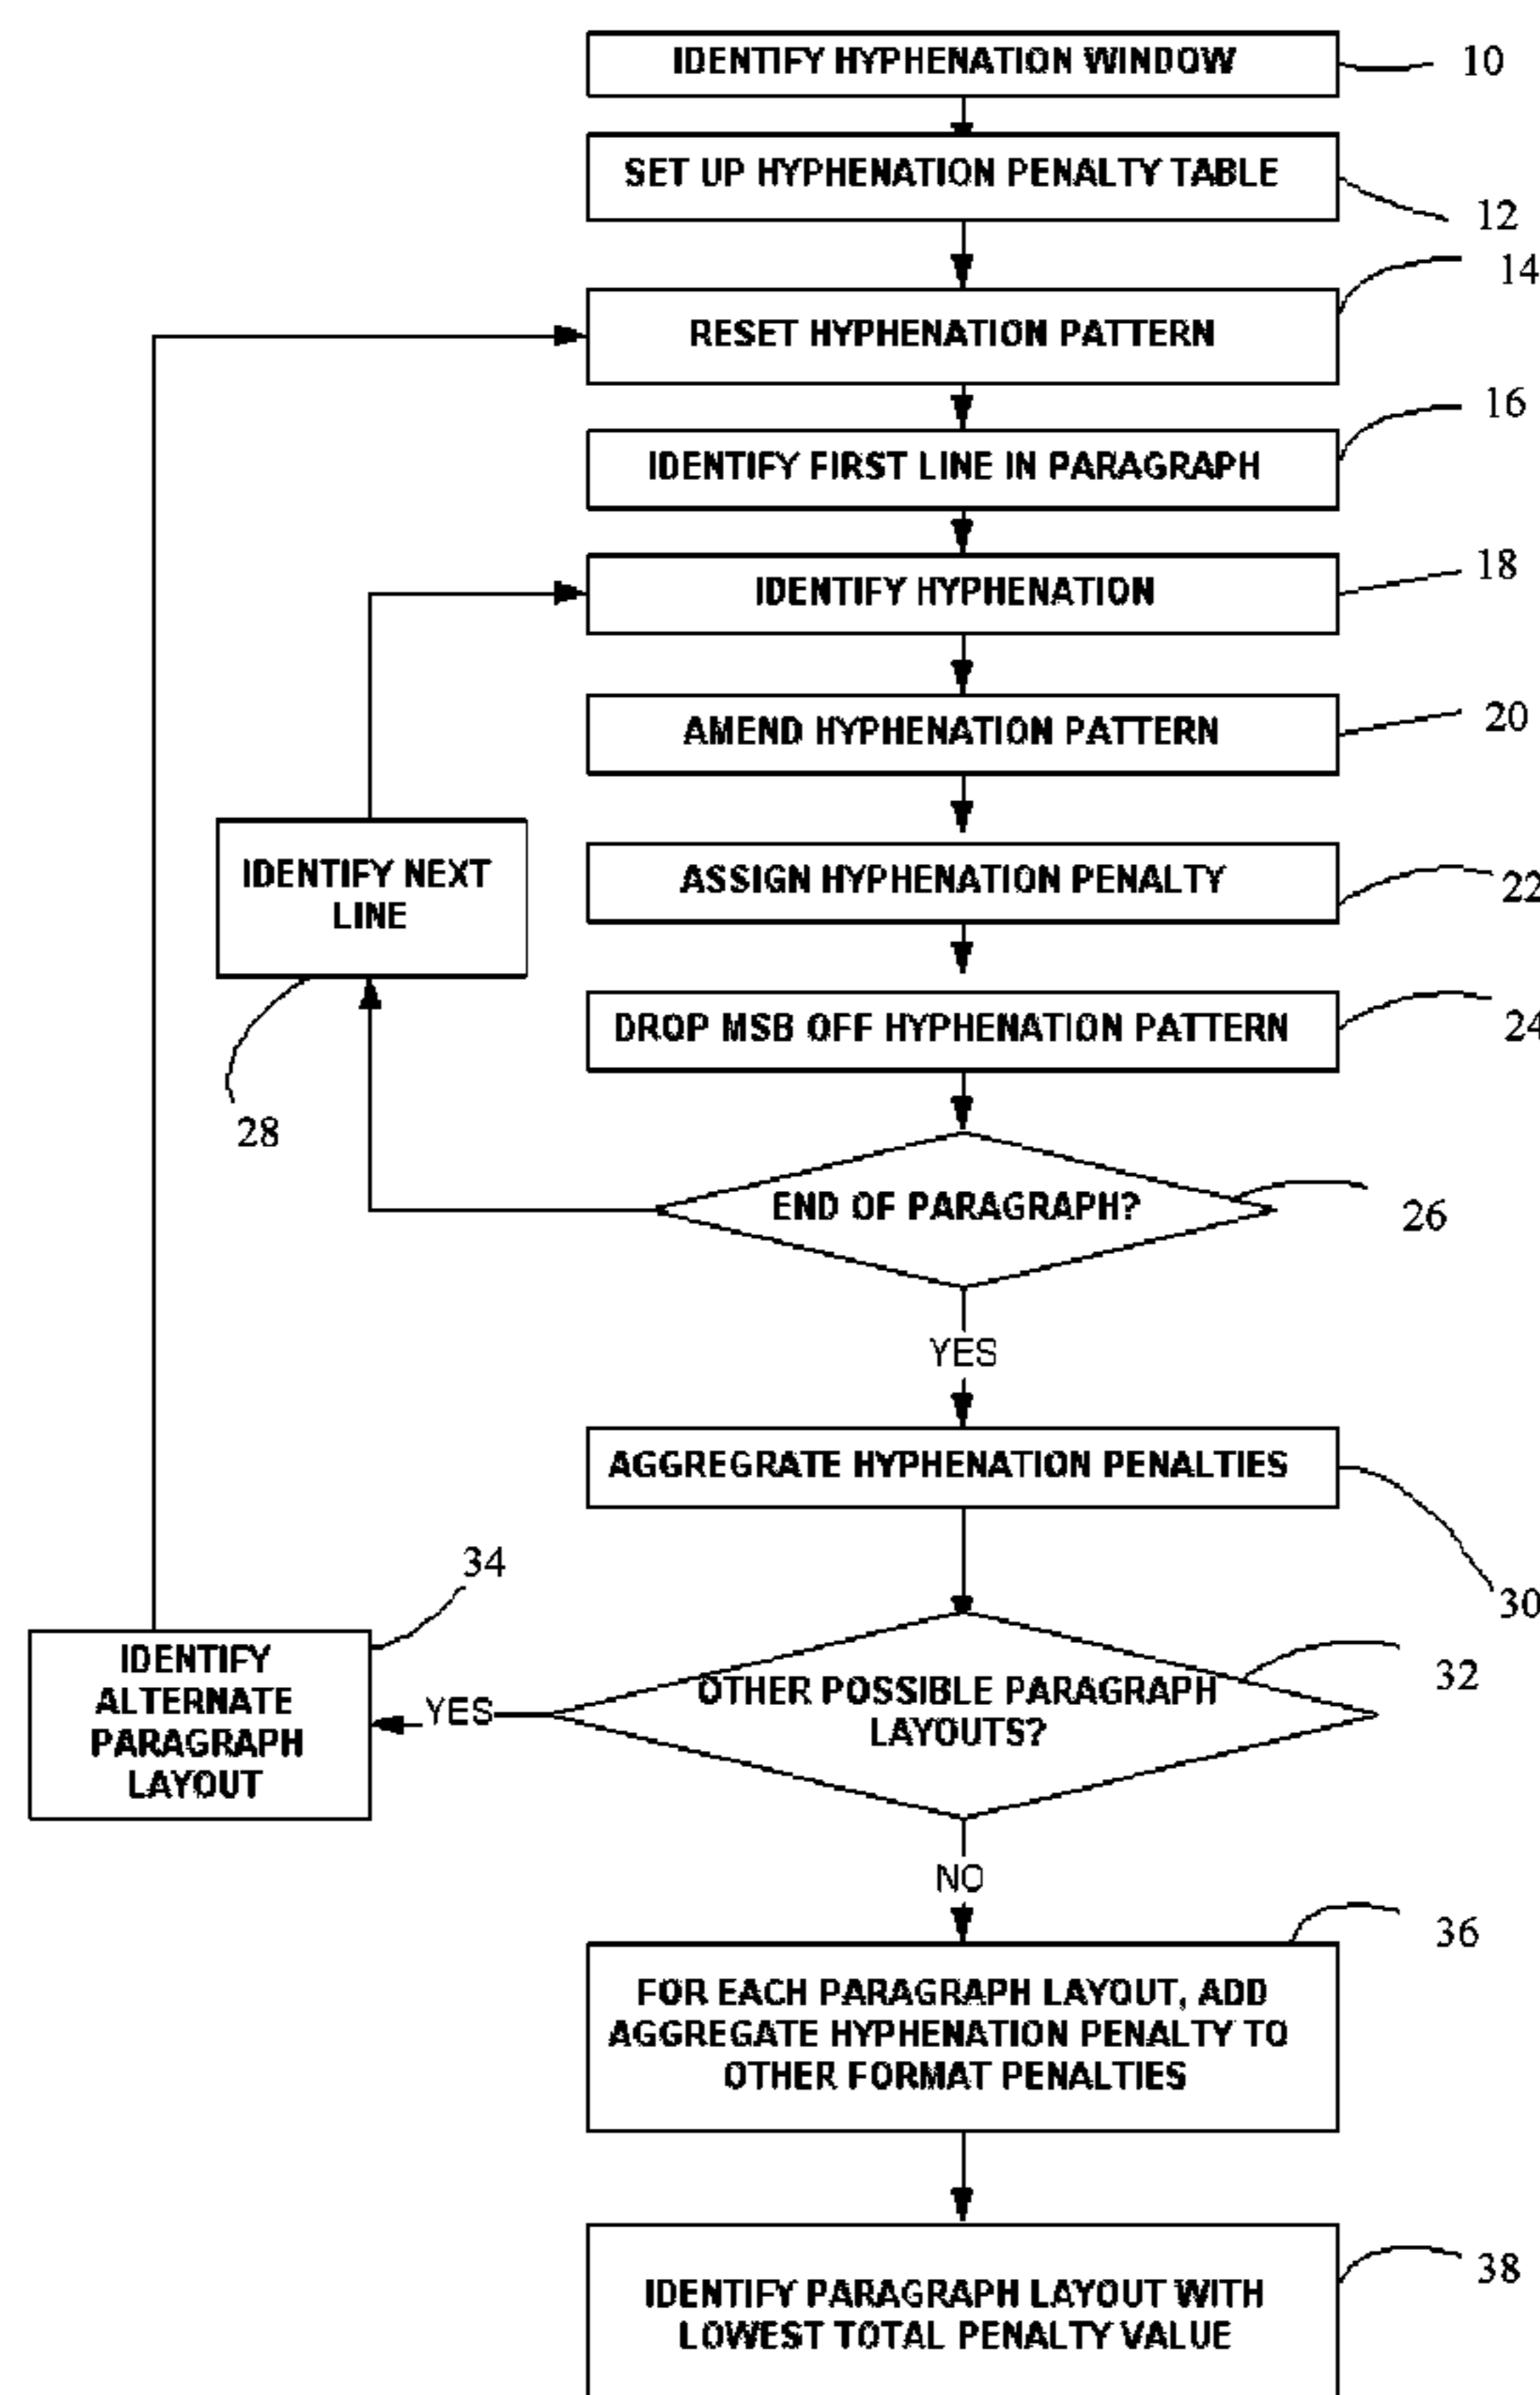 IDENTIFY HYPHENATION WINDOW
10
SET UP HYPHENATION PENALTY TABLE
12
14
RESET HYPHENATION PATTERN
16
IDENTIFY FIRST LINE IN PARAGRAPH
18
IDENTIFY HYPHENATION
20
AMEND HYPHENATION PATTERN
IDENTIFY NEXT
LINE
ASSIGN HYPHENATION PENALTY
22
DROP MSB OFF HYPHENATION PATTERN
24
28
END OF PARAGRAPH?
26
YES
AGGREGRATE HYPHENATION PENALTIES
30
34
IDENTIFY
ALTERNATE
PARAGRAPH
LAYOUT
YES
OTHER POSSIBLE PARAGRAPH
LAYOUTS?
32
NO
36
FOR EACH PARAGRAPH LAYOUT, ADD
AGGREGATE HYPHENATION PENALTY TO
OTHER FORMAT PENALTIES
38
IDENTIFY PARAGRAPH LAYOUT WITH
LOWEST TOTAL PENALTY VALUE